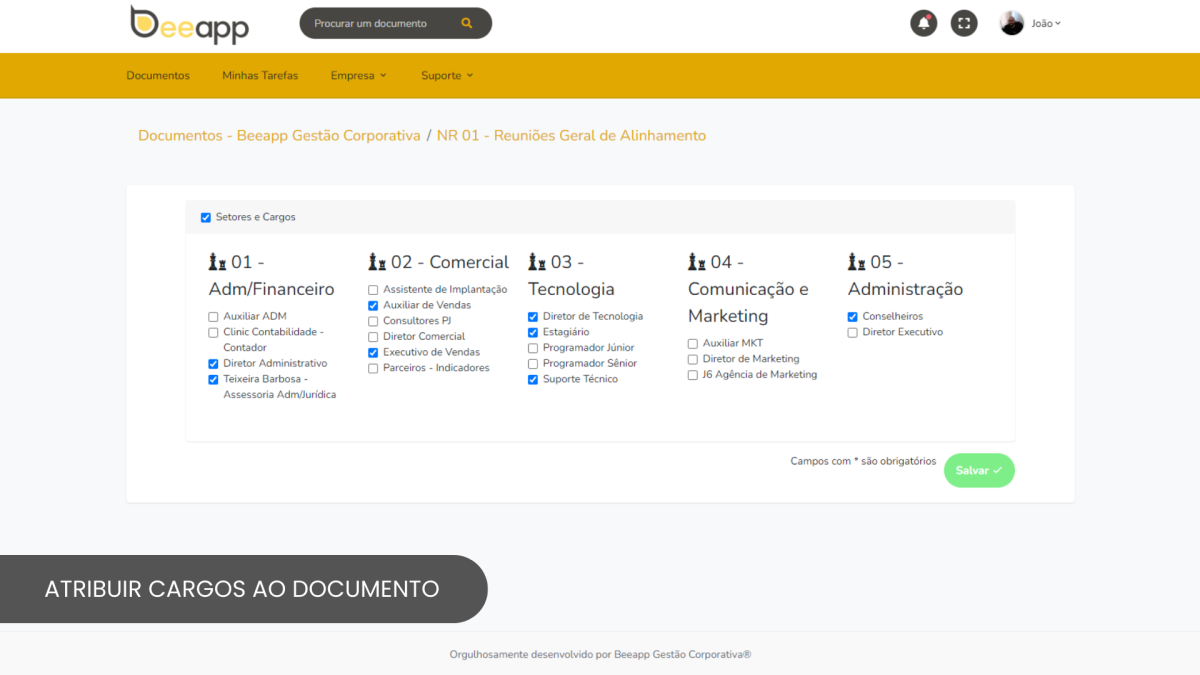 Beeapp
Procurar um documento
João
Documentos
Minhas Tarefas
Empresa
Suporte
Documentos - Beeapp Gestão Corporativa / NR 01 - Reuniões Geral de Alinhamento
Setores e Cargos
01 -
Adm/Financeiro
Auxiliar ADM
Clinic Contabilidade -
Contador
Diretor Administrativo
Teixeira Barbosa -
Assessoria Adm/Jurídica
02 - Comercial
Assistente de Implantação
Auxiliar de Vendas
Consultores PJ
Diretor Comercial
Executivo de Vendas
Parceiros - Indicadores
03 -
Tecnologia
Diretor de Tecnologia
Estagiário
Programador Júnior
Programador Sênior
Suporte Técnico
04 -
Comunicação e
Marketing
Auxiliar MKT
Diretor de Marketing
J6 Agência de Marketing
05 -
Administração
Conselheiros
Diretor Executivo
Campos com * são obrigatórios
Salvar
ATRIBUIR CARGOS AO DOCUMENTO
Orgulhosamente desenvolvido por Beeapp Gestão Corporativa®